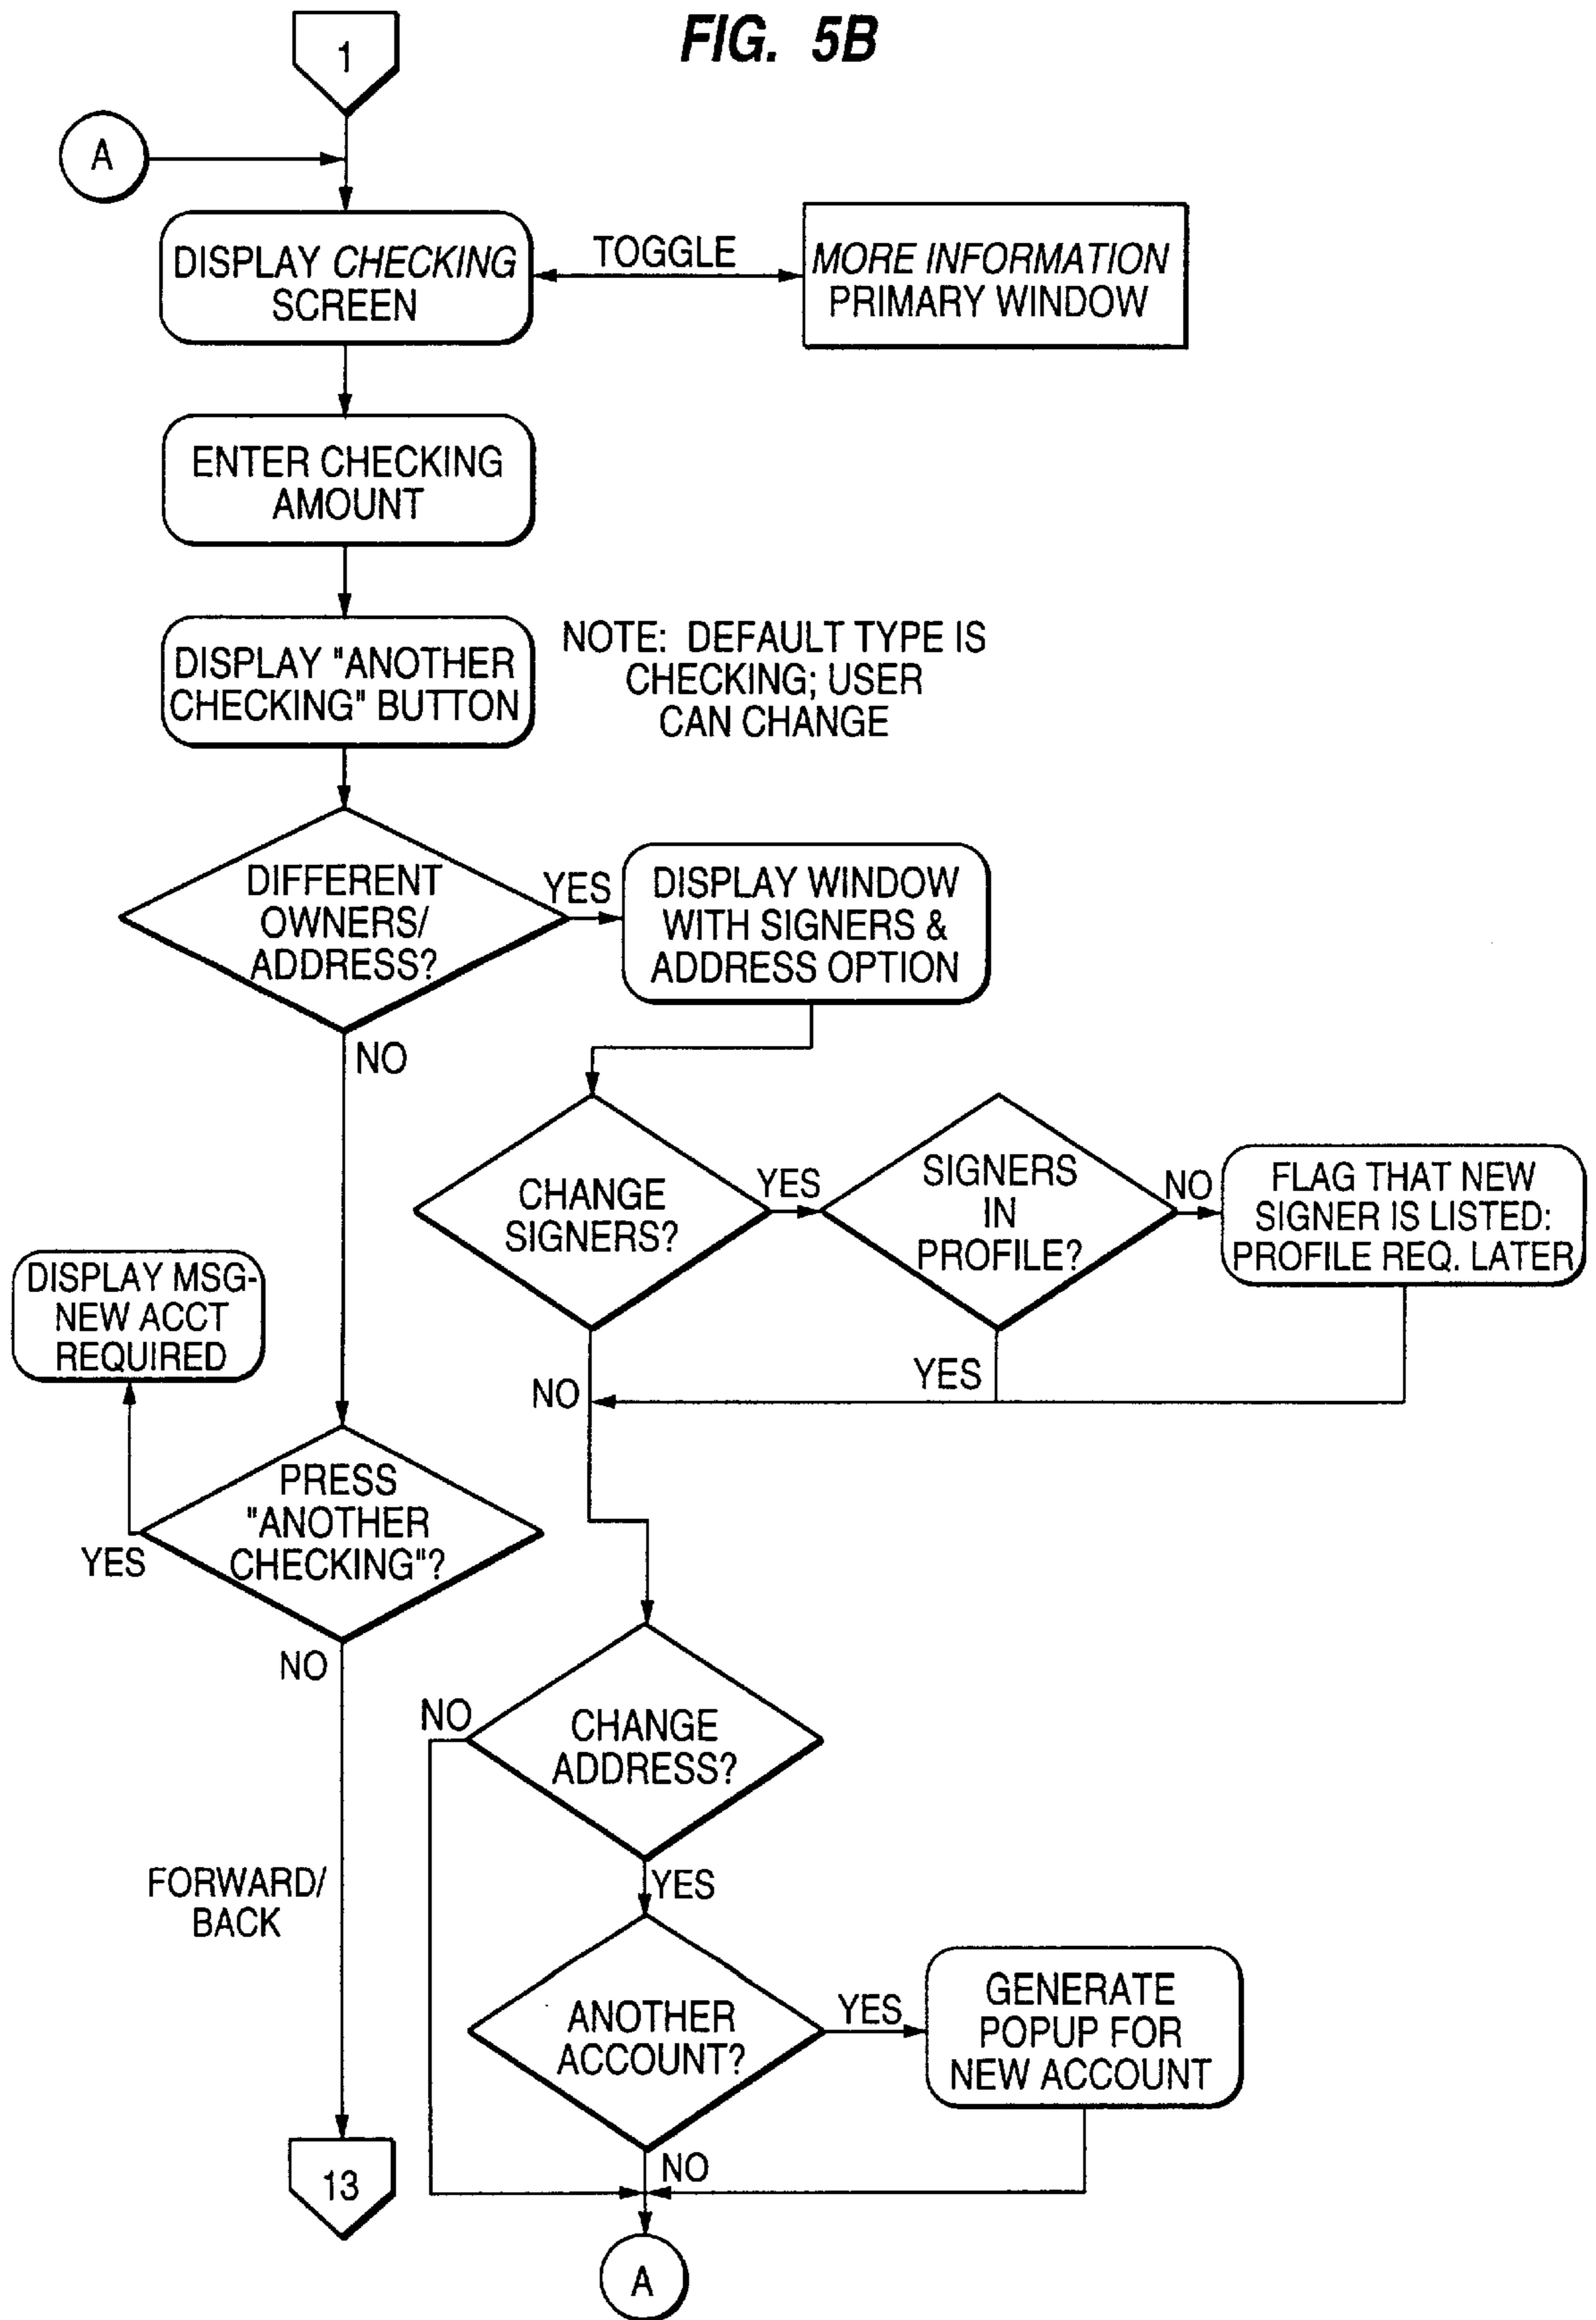 FIG. 5B
1
A
DISPLAY CHECKING
SCREEN
TOGGLE
MORE INFORMATION
PRIMARY WINDOW
ENTER CHECKING
AMOUNT
DISPLAY "ANOTHER
CHECKING" BUTTON
NOTE: DEFAULT TYPE IS
CHECKING; USER
CAN CHANGE
DIFFERENT
OWNERS/
ADDRESS?
YES
DISPLAY WINDOW
WITH SIGNERS &
ADDRESS OPTION
NO
CHANGE
SIGNERS?
YES
SIGNERS
IN
PROFILE?
NO
FLAG THAT NEW
SIGNER IS LISTED:
PROFILE REQ. LATER
YES
NO
DISPLAY MSG-
NEW ACCT
REQUIRED
PRESS
"ANOTHER
CHECKING"?
YES
NO
CHANGE
ADDRESS?
NO
YES
FORWARD/
BACK
ANOTHER
ACCOUNT?
YES
GENERATE
POPUP FOR
NEW ACCOUNT
NO
13
A